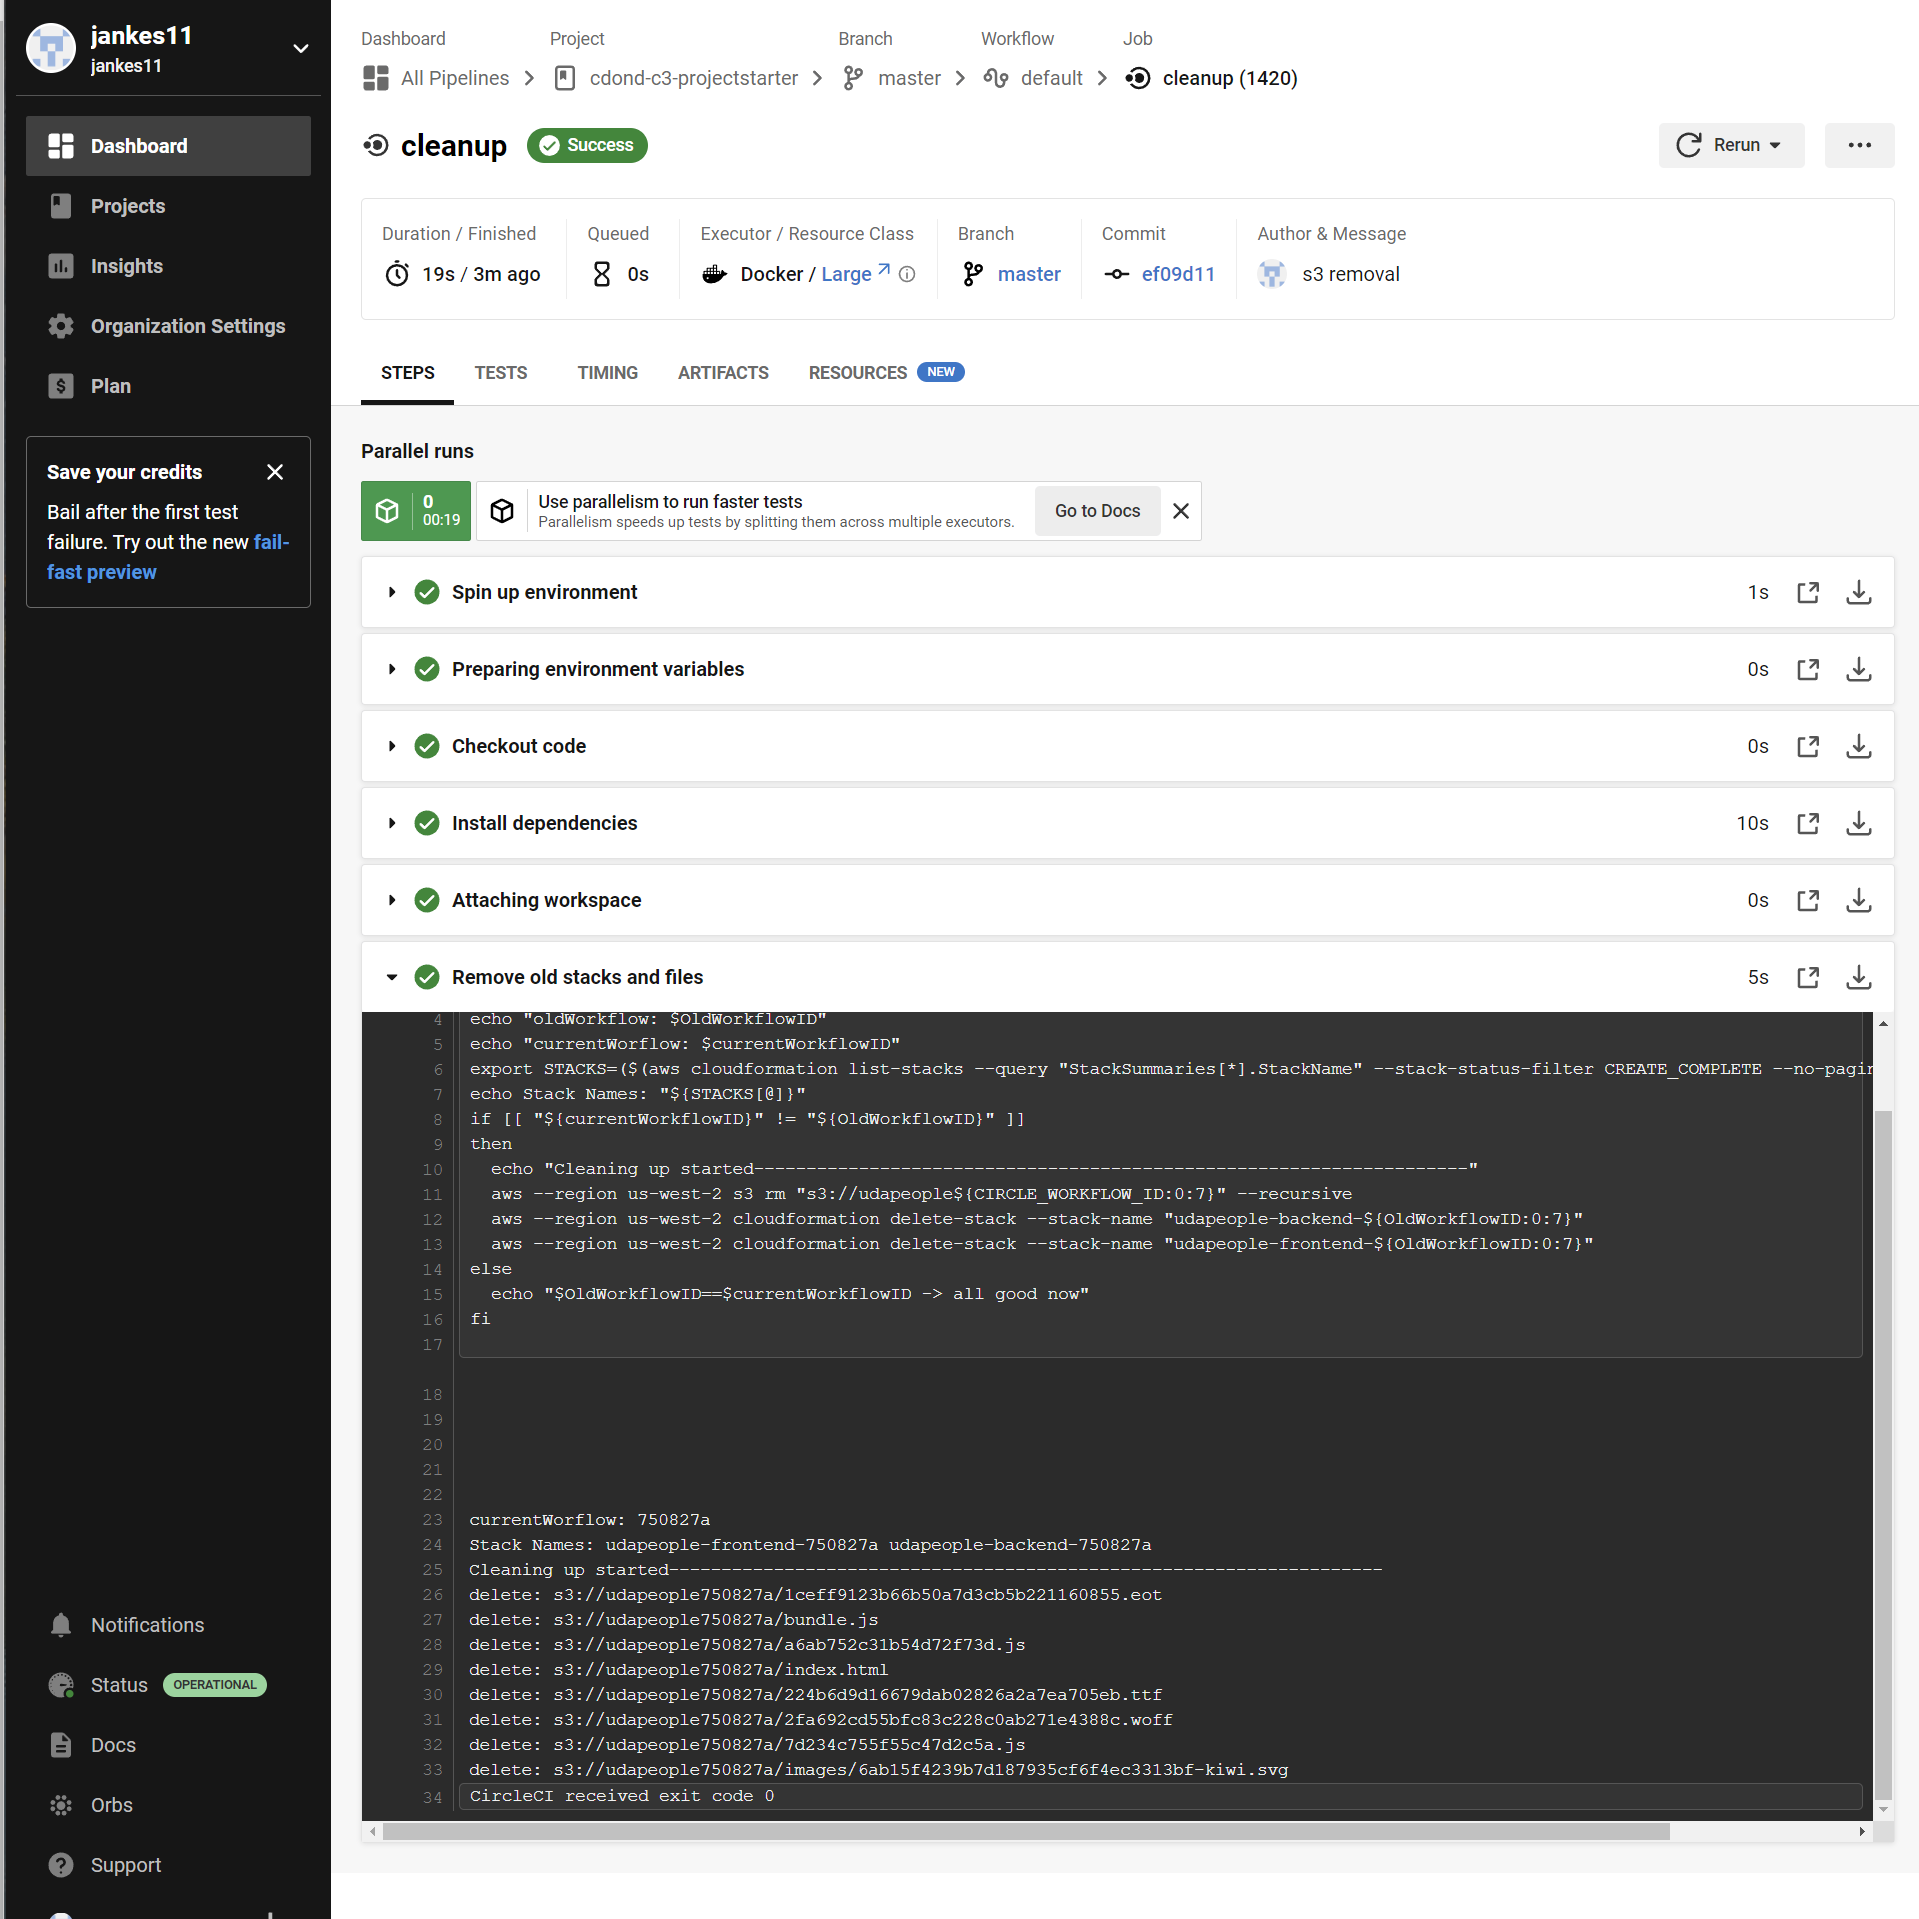 jankes11
jankes11
Dashboard
Projects
Insights
Organization Settings
Plan
Save your credits
Bail after the first test
failure. Try out the new fail-
fast preview
Notifications
Status OPERATIONAL
Docs
Orbs
Support
Dashboard Project Branch Workflow Job
All Pipelines cdond-c3-projectstarter master default cleanup (1420)
cleanup Success Rerun
Duration / Finished Queued Executor / Resource Class Branch Commit Author & Message
19s / 3m ago 0s Docker / Large master ef09d11 s3 removal
STEPS TESTS TIMING ARTIFACTS RESOURCES NEW
Parallel runs
0
00:19
Use parallelism to run faster tests
Parallelism speeds up tests by splitting them across multiple executors.
Go to Docs
Spin up environment 1s
Preparing environment variables 0s
Checkout code 0s
Install dependencies 10s
Attaching workspace 0s
Remove old stacks and files 5s
4 echo "oldWorkflow: $OldWorkflowID"
5 echo "currentWorflow: $currentWorkflowID"
6 export STACKS=($(aws cloudformation list-stacks --query "StackSummaries[*].StackName" --stack-status-filter CREATE_COMPLETE --no-pagin
7 echo Stack Names: "${STACKS[@]}"
8 if [[ "${currentWorkflowID}" != "${OldWorkflowID}" ]]
9 then
10 echo "Cleaning up started--------------------------------------------------------------------"
11 aws --region us-west-2 s3 rm "s3://udapeople${CIRCLE_WORKFLOW_ID:0:7}" --recursive
12 aws --region us-west-2 cloudformation delete-stack --stack-name "udapeople-backend-${OldWorkflowID:0:7}"
13 aws --region us-west-2 cloudformation delete-stack --stack-name "udapeople-frontend-${OldWorkflowID:0:7}"
14 else
15 echo "$OldWorkflowID==$currentWorkflowID -> all good now"
16 fi
17
18
19
20
21
22
23 currentWorflow: 750827a
24 Stack Names: udapeople-frontend-750827a udapeople-backend-750827a
25 Cleaning up started--------------------------------------------------------------------
26 delete: s3://udapeople750827a/1ceff9123b66b50a7d3cb5b221160855.eot
27 delete: s3://udapeople750827a/bundle.js
28 delete: s3://udapeople750827a/a6ab752c31b54d72f73d.js
29 delete: s3://udapeople750827a/index.html
30 delete: s3://udapeople750827a/224b6d9d16679dab02826a2a7ea705eb.ttf
31 delete: s3://udapeople750827a/2fa692cd55bfc83c228c0ab271e4388c.woff
32 delete: s3://udapeople750827a/7d234c755f55c47d2c5a.js
33 delete: s3://udapeople750827a/images/6ab15f4239b7d187935cf6f4ec3313bf-kiwi.svg
34 CircleCI received exit code 0